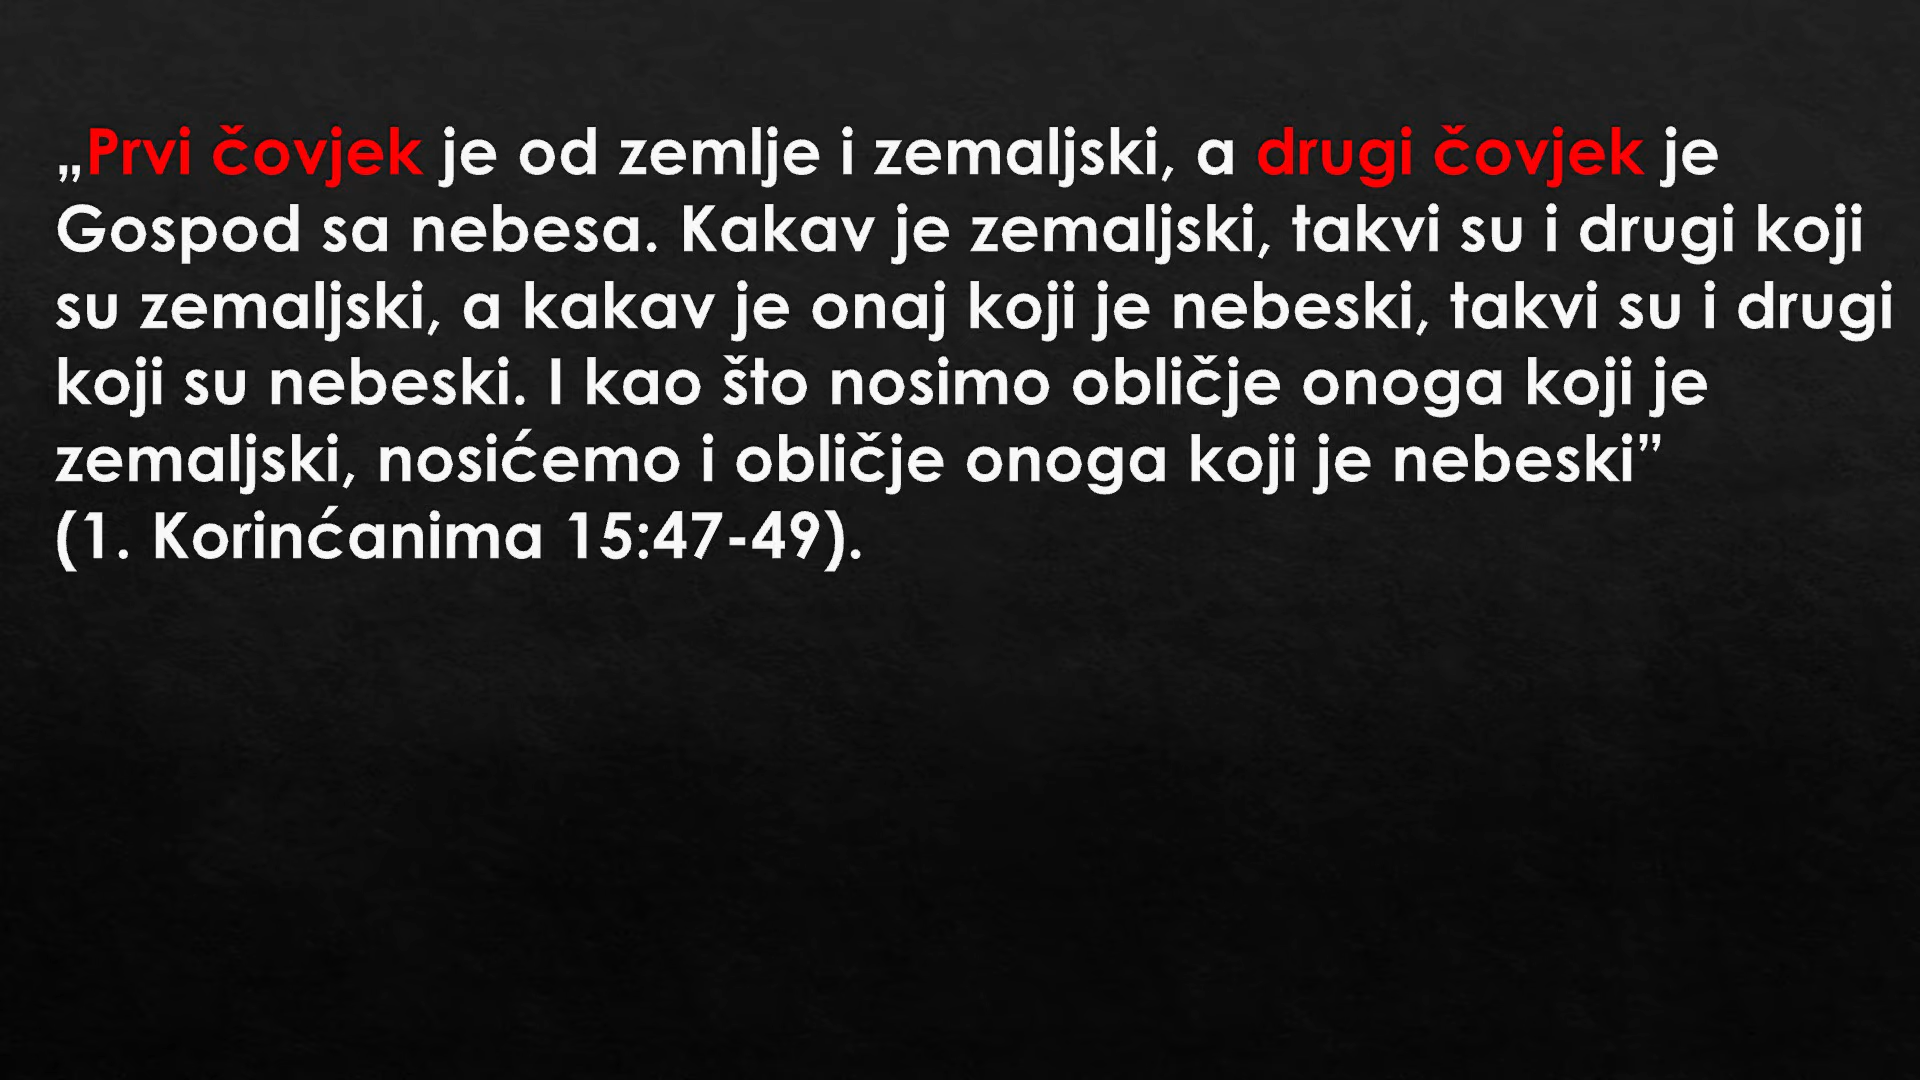 „Prvi čovjek je od zemlje i zemaljski, a drugi čovjek je
Gospod sa nebesa. Kakav je zemaljski, takvi su i drugi koji
su zemaljski, a kakav je onaj koji je nebeski, takvi su i drugi
koji su nebeski. I kao što nosimo obličje onoga koji je
zemaljski, nosićemo i obličje onoga koji je nebeski”
(1. Korinćanima 15:47-49).